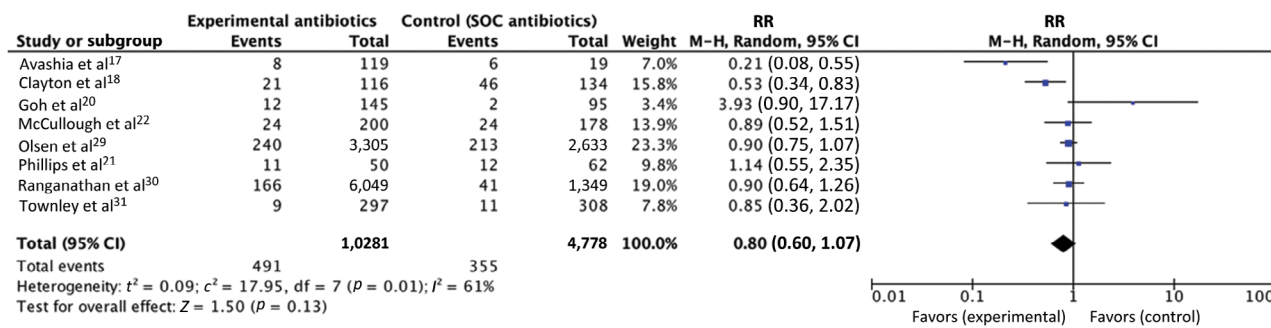 Experimental antibiotics Control (SOC antibiotics) RR RR
Study or subgroup Events Total Events Total Weight M–H, Random, 95% CI M–H, Random, 95% CI
Avashia et al17 8 119 6 19 7.0% 0.21 (0.08, 0.55)
Clayton et al18 21 116 46 134 15.8% 0.53 (0.34, 0.83)
Goh et al20 12 145 2 95 3.4% 3.93 (0.90, 17.17)
McCullough et al22 24 200 24 178 13.9% 0.89 (0.52, 1.51)
Olsen et al29 240 3,305 213 2,633 23.3% 0.90 (0.75, 1.07)
Phillips et al21 11 50 12 62 9.8% 1.14 (0.55, 2.35)
Ranganathan et al30 166 6,049 41 1,349 19.0% 0.90 (0.64, 1.26)
Townley et al31 9 297 11 308 7.8% 0.85 (0.36, 2.02)
Total (95% CI) 1,0281 4,778 100.0% 0.80 (0.60, 1.07)
Total events 491 355
Heterogeneity: t² = 0.09; c² = 17.95, df = 7 (p = 0.01); I² = 61%
Test for overall effect: Z = 1.50 (p = 0.13)
0.01 0.1 1 10 100
Favors (experimental) Favors (control)